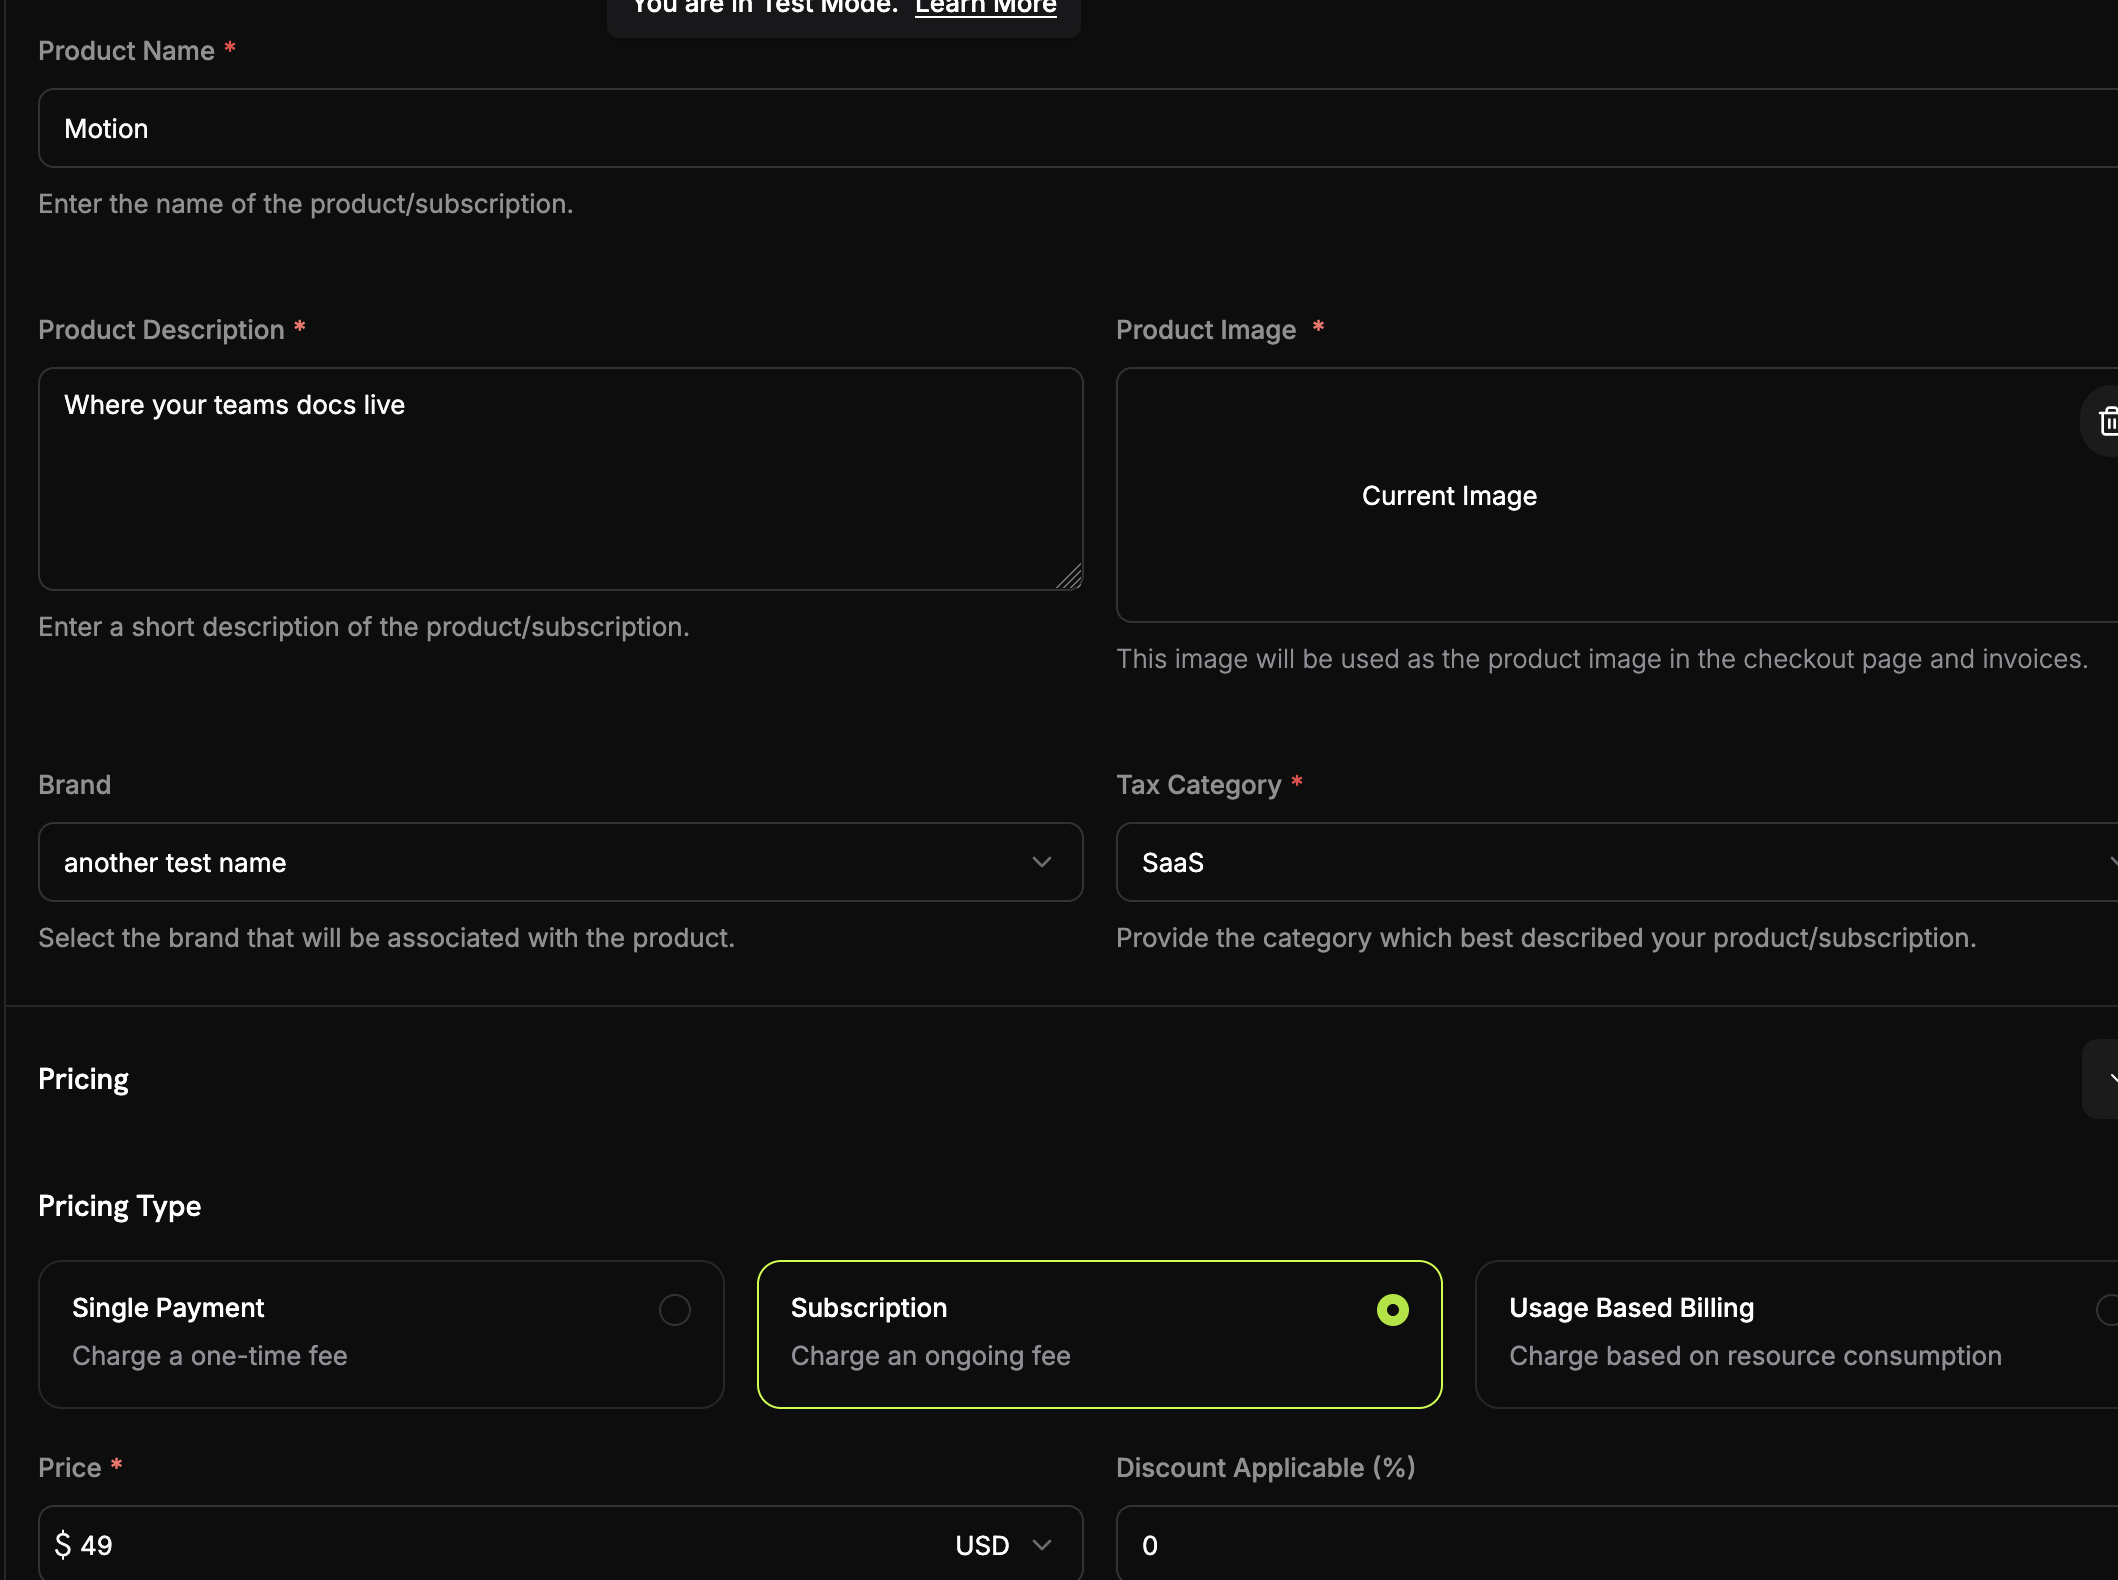 You are in Test Mode. Learn More
Product Name *
Motion
Enter the name of the product/subscription.
Product Description *
Where your teams docs live
Enter a short description of the product/subscription.
Product Image *
Current Image
This image will be used as the product image in the checkout page and invoices.
Brand
another test name
Select the brand that will be associated with the product.
Tax Category *
SaaS
Provide the category which best described your product/subscription.
Pricing
Pricing Type
Single Payment
Charge a one-time fee
Subscription
Charge an ongoing fee
Usage Based Billing
Charge based on resource consumption
Price *
$ 49
USD
Discount Applicable (%)
0